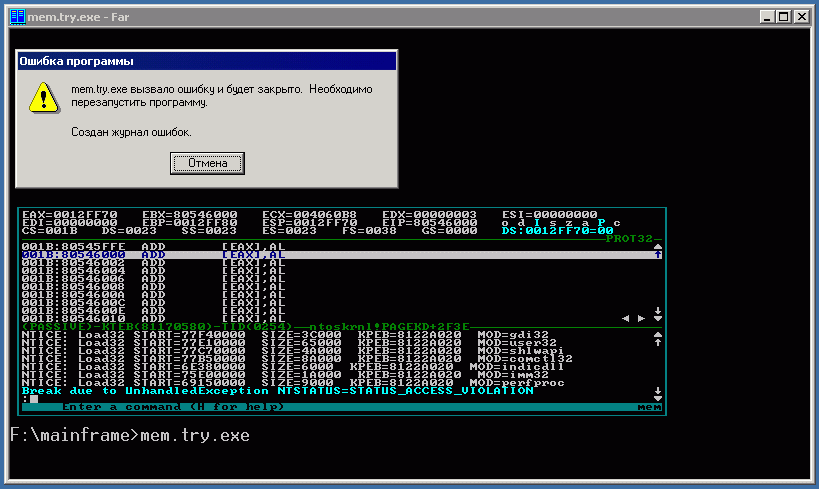 mem.try.exe - Far
Ошибка программы
mem.try.exe вызвало ошибку и будет закрыто. Необходимо
перезапустить программу.
Создан журнал ошибок.
Отмена
EAX=0012FF70 EBX=80546000 ECX=004060B8 EDX=00000003 ESI=00000000
EDI=00000000 EBP=0012FF80 ESP=0012FF70 EIP=80546000 o d I s z a P c
CS=001B DS=0023 SS=0023 ES=0023 FS=0038 GS=0000 DS:0012FF70=00
PROT32
001B:80545FFE ADD [EAX],AL
001B:80546000 ADD [EAX],AL
001B:80546002 ADD [EAX],AL
001B:80546004 ADD [EAX],AL
001B:80546006 ADD [EAX],AL
001B:80546008 ADD [EAX],AL
001B:8054600A ADD [EAX],AL
001B:8054600C ADD [EAX],AL
001B:8054600E ADD [EAX],AL
001B:80546010 ADD [EAX],AL
(PASSIVE)-KTEB(81170580)-TID(0254)--ntoskrnl!PAGEKD+2F3E
NTICE: Load32 START=77F40000 SIZE=3C000 KPEB=8122A020 MOD=gdi32
NTICE: Load32 START=77E10000 SIZE=65000 KPEB=8122A020 MOD=user32
NTICE: Load32 START=77C70000 SIZE=4A000 KPEB=8122A020 MOD=shlwapi
NTICE: Load32 START=77B50000 SIZE=8A000 KPEB=8122A020 MOD=comctl32
NTICE: Load32 START=6E380000 SIZE=6000 KPEB=8122A020 MOD=indicdll
NTICE: Load32 START=75E00000 SIZE=1A000 KPEB=8122A020 MOD=imm32
NTICE: Load32 START=69150000 SIZE=9000 KPEB=8122A020 MOD=perfproc
Break due to UnhandledException NTSTATUS=STATUS_ACCESS_VIOLATION
:
Enter a command (H for help) mem
F:\mainframe>mem.try.exe